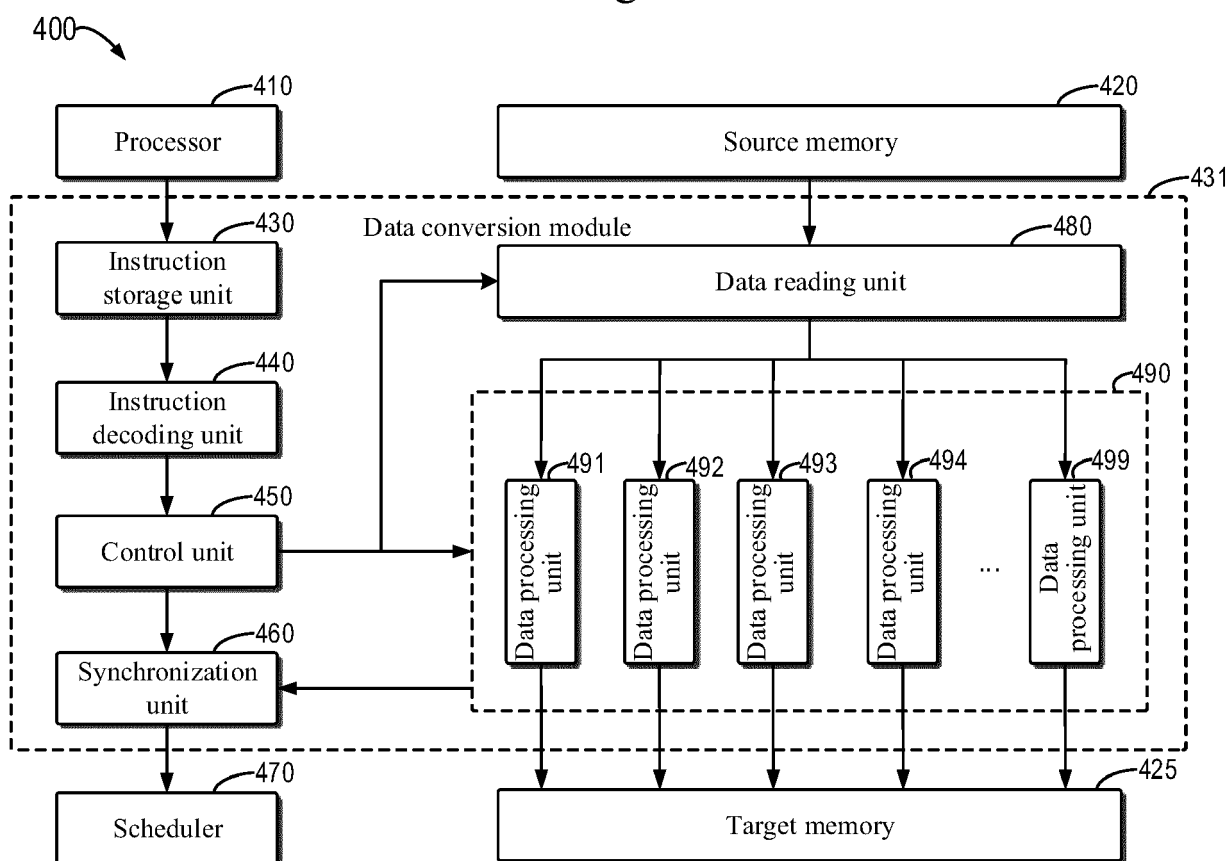 400
410
Processor
420
Source memory
431
Data conversion module
430
Instruction
storage unit
480
Data reading unit
440
Instruction
decoding unit
490
450
Control unit
491
Data processing
unit
492
Data processing
unit
493
Data processing
unit
494
Data processing
unit
...
499
Data
processing unit
460
Synchronization
unit
470
Scheduler
425
Target memory